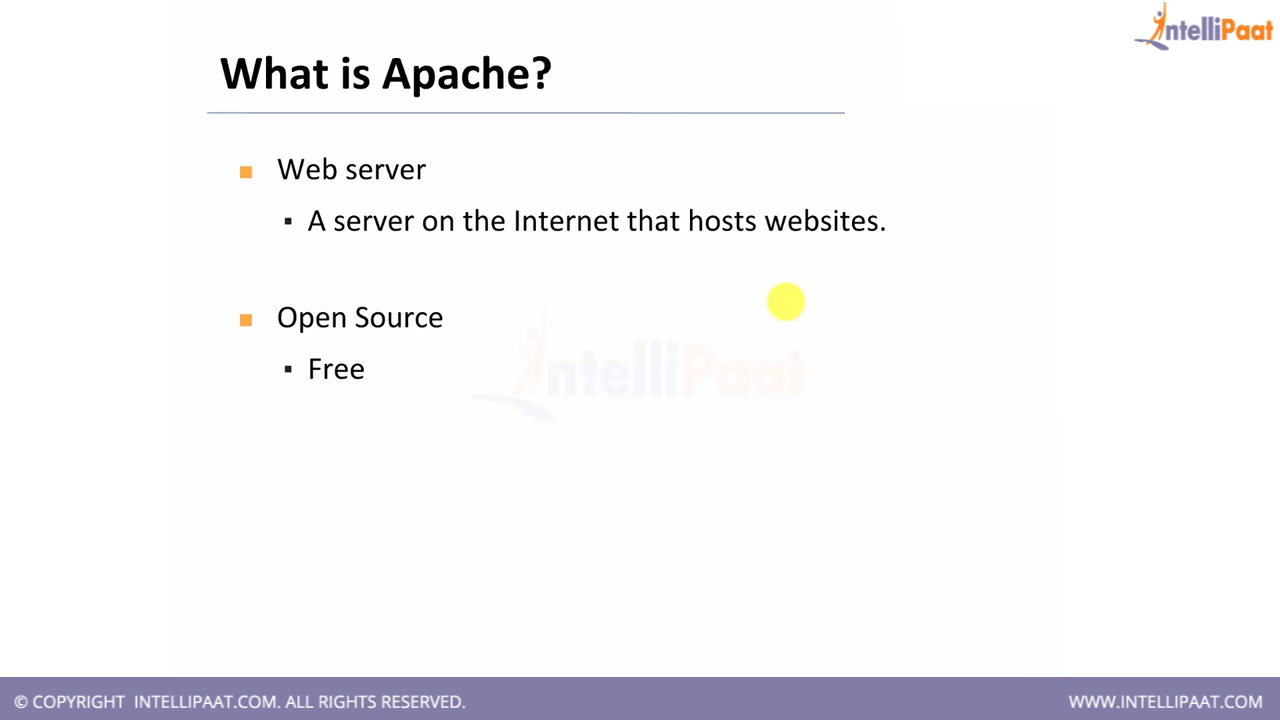 IntelliPaat
What is Apache?
Web server
A server on the Internet that hosts websites.
Open Source
IntelliPaat
Free
© COPYRIGHT INTELLIPAAT.COM. ALL RIGHTS RESERVED.
WWW.INTELLIPAAT.COM